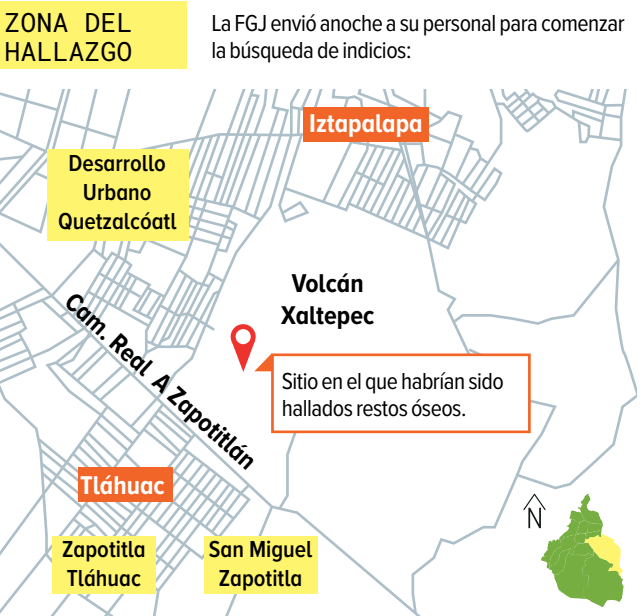 ZONA DEL
HALLAZGO
La FGJ envió anoche a su personal para comenzar
la búsqueda de indicios:
Iztapalapa
Desarrollo
Urbano
Quetzalcóatl
Volcán
Xaltepec
Cam. Real A Zapotitlán
Sitio en el que habrían sido
hallados restos óseos.
Tláhuac
Zapotitla
Tláhuac
San Miguel
Zapotitla
N